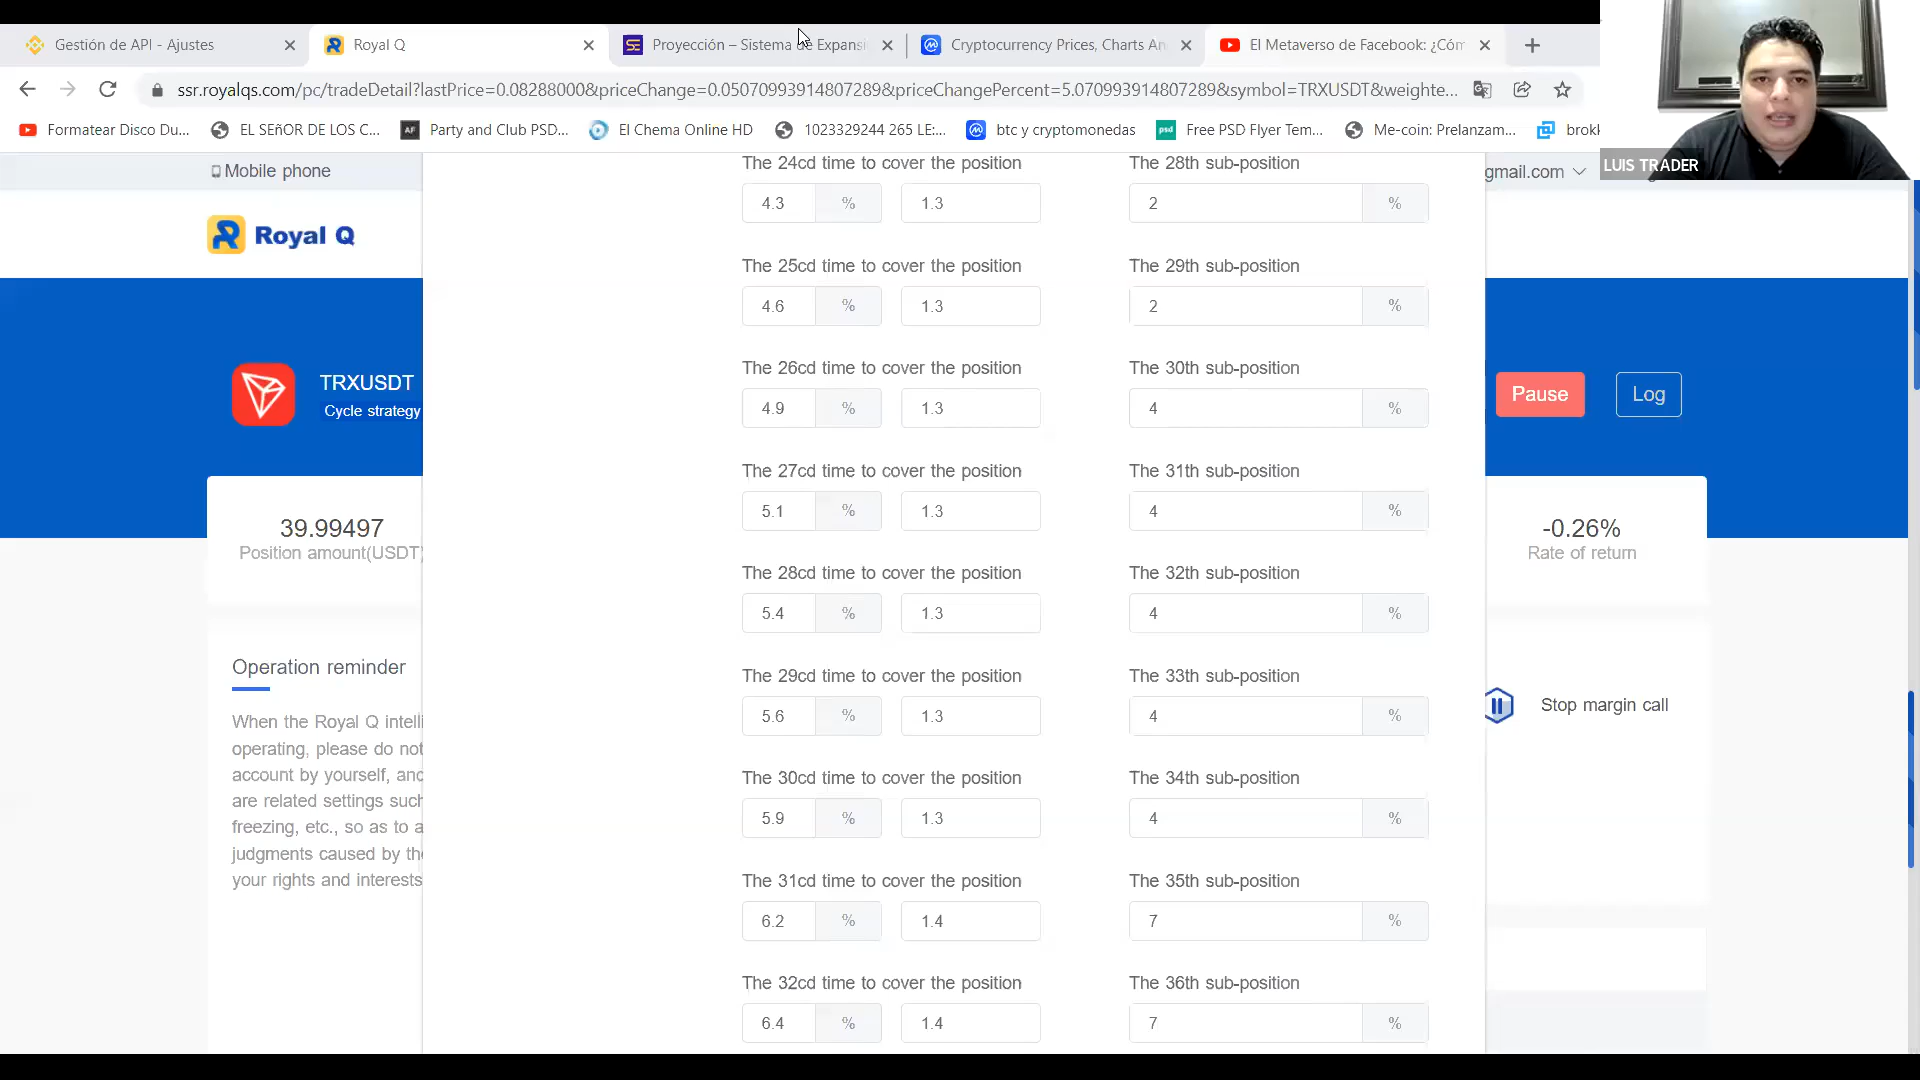 Gestión de API - Ajustes
Royal Q
Proyección – Sistema de Expansi
Cryptocurrency Prices, Charts An
El Metaverso de Facebook: ¿Cóm
ssr.royalqs.com/pc/tradeDetail?lastPrice=0.08288000&priceChange=0.05070993914807289&priceChangePercent=5.070993914807289&symbol=TRXUSDT&weighte...
Formatear Disco Du...
EL SEñOR DE LOS C...
AF
Party and Club PSD...
El Chema Online HD
1023329244 265 LE:...
btc y cryptomonedas
psd
Free PSD Flyer Tem...
Me-coin: Prelanzam...
brokk
LUIS TRADER
Mobile phone
gmail.com
Royal Q
TRXUSDT
Cycle strategy
Pause
Log
39.99497
Position amount(USDT)
-0.26%
Rate of return
Operation reminder
When the Royal Q intelli
operating, please do not
account by yourself, and
are related settings such
freezing, etc., so as to a
judgments caused by the
your rights and interests
Stop margin call
The 24cd time to cover the position
The 28th sub-position
4.3 % 1.3
2 %
The 25cd time to cover the position
The 29th sub-position
4.6 % 1.3
2 %
The 26cd time to cover the position
The 30th sub-position
4.9 % 1.3
4 %
The 27cd time to cover the position
The 31th sub-position
5.1 % 1.3
4 %
The 28cd time to cover the position
The 32th sub-position
5.4 % 1.3
4 %
The 29cd time to cover the position
The 33th sub-position
5.6 % 1.3
4 %
The 30cd time to cover the position
The 34th sub-position
5.9 % 1.3
4 %
The 31cd time to cover the position
The 35th sub-position
6.2 % 1.4
7 %
The 32cd time to cover the position
The 36th sub-position
6.4 % 1.4
7 %